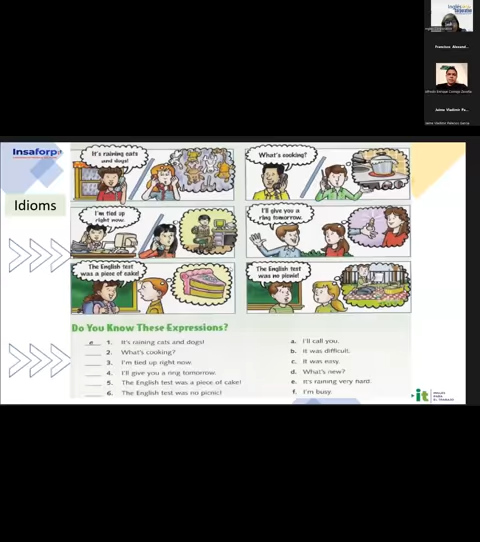 Francisco
Insaforp
Idioms
It's raining cats
and dogs!
What's cooking?
I'm tied up
right now.
I'll give you a
ring tomorrow.
The English test
was a piece of cake!
The English test
was no picnic!
Do You Know These Expressions?
e 1. It's raining cats and dogs!
2. What's cooking?
3. I'm tied up right now.
4. I'll give you a ring tomorrow.
5. The English test was a piece of cake!
6. The English test was no picnic!
a. I'll call you.
b. It was difficult.
c. It was easy.
d. What's new?
e. It's raining very hard.
f. I'm busy.
it